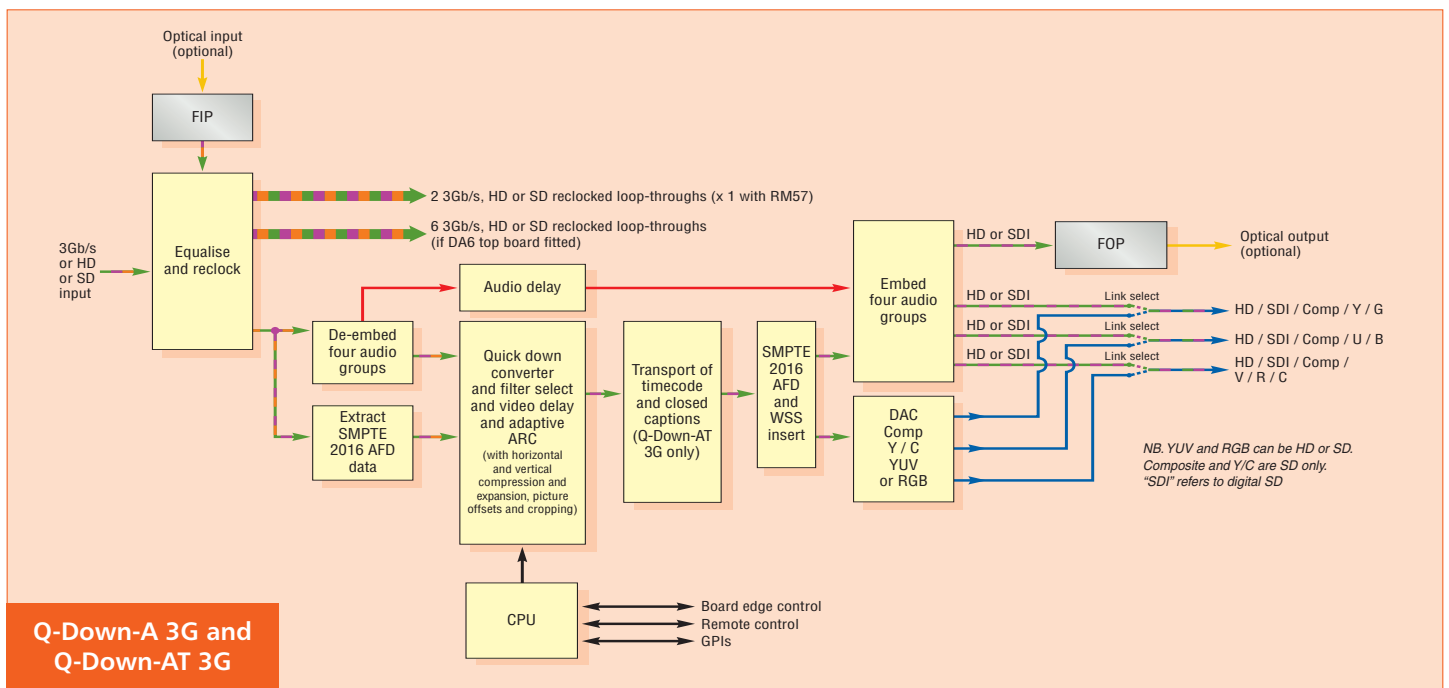 Optical input
(optional)
FIP
3Gb/s
or HD
or SD
input
Equalise
and reclock
2 3Gb/s, HD or SD reclocked loop-throughs (x 1 with RM57)
6 3Gb/s, HD or SD reclocked loop-throughs
(if DA6 top board fitted)
Audio delay
De-embed
four audio
groups
Extract
SMPTE
2016 AFD
data
Quick down
converter
and filter select
and video delay
and adaptive
ARC
(with horizontal
and vertical
compression and
expansion, picture
offsets and cropping)
Transport of
timecode
and closed
captions
(Q-Down-AT
3G only)
SMPTE
2016
AFD
and
WSS
insert
Embed
four audio
groups
DAC
Comp
Y / C
YUV
or RGB
HD or SDI
FOP
Optical output
(optional)
HD or SDI
Link select
HD / SDI / Comp / Y / G
HD or SDI
Link select
HD / SDI / Comp / U / B
HD or SDI
Link select
HD / SDI / Comp /
V / R / C
NB. YUV and RGB can be HD or SD.
Composite and Y/C are SD only.
“SDI” refers to digital SD
CPU
Board edge control
Remote control
GPIs
Q-Down-A 3G and
Q-Down-AT 3G